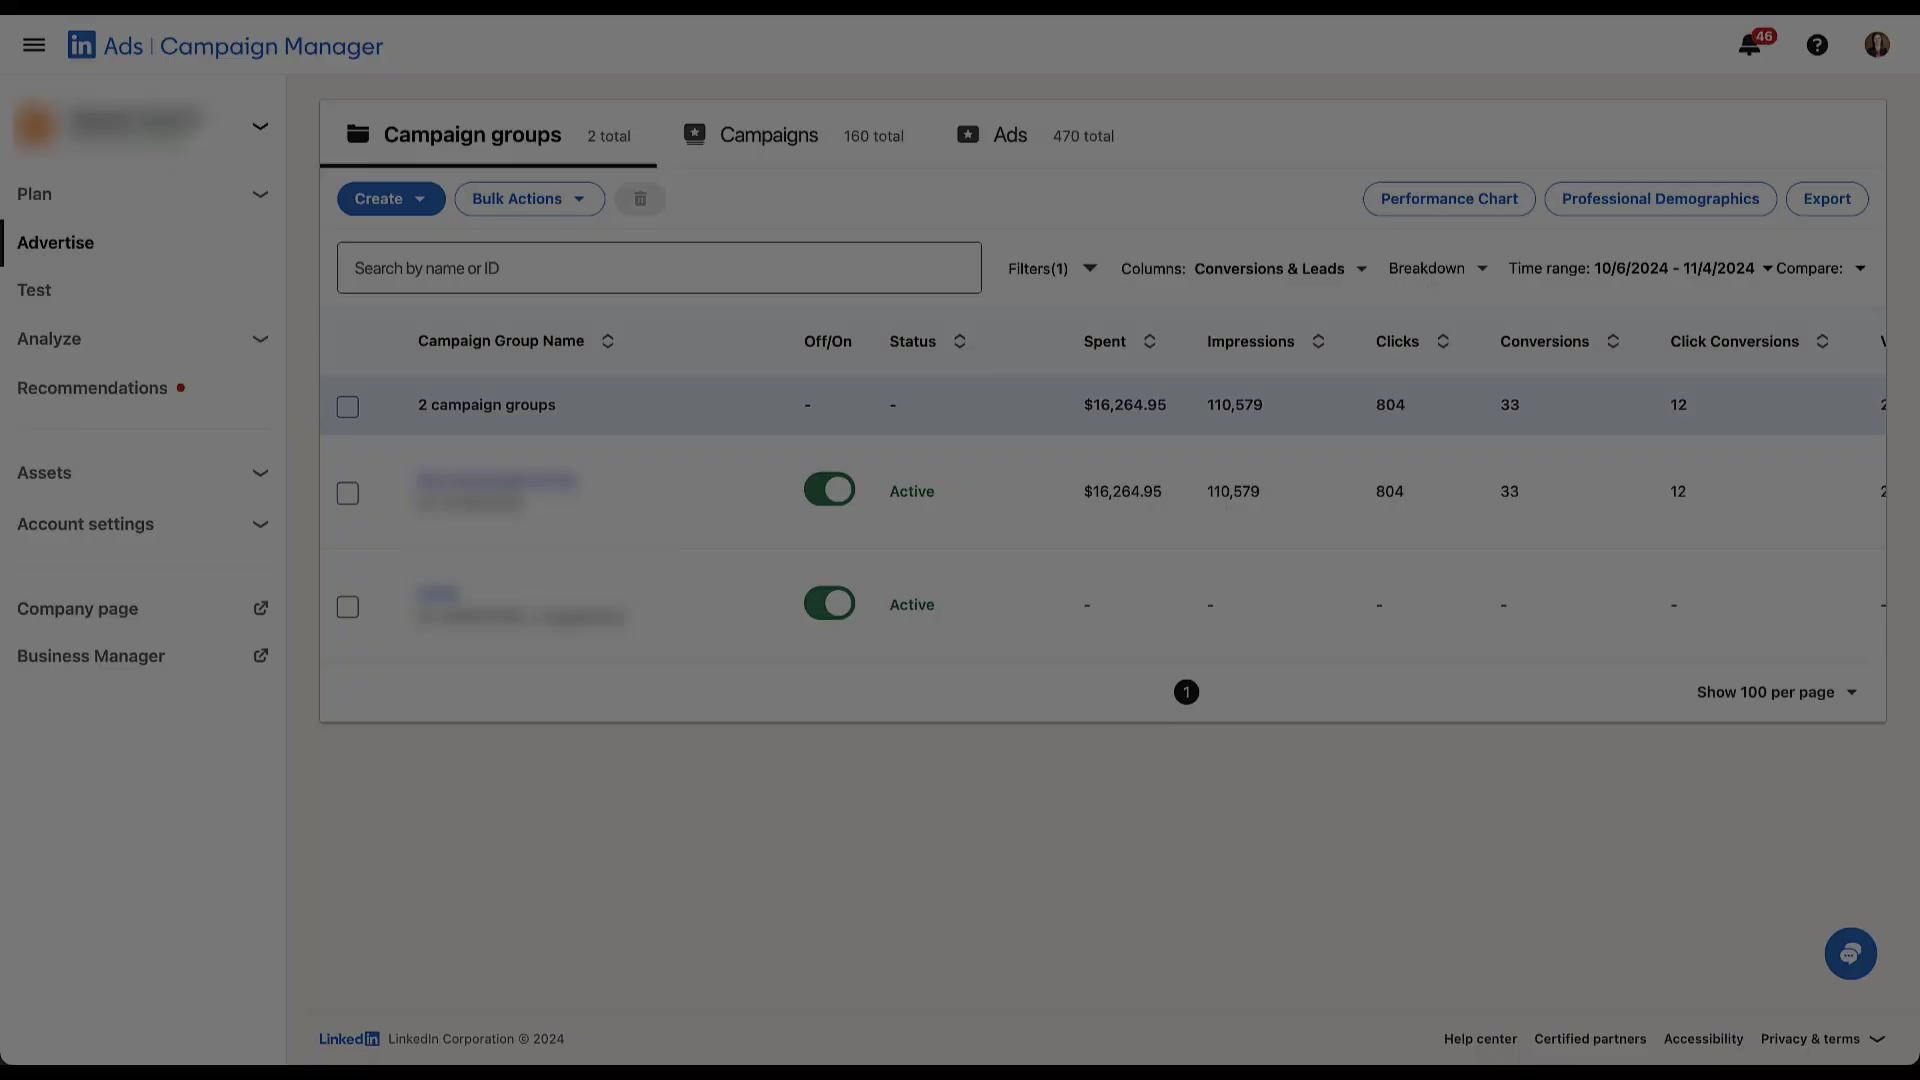 in Ads | Campaign Manager
46
Campaign groups 2 total
Campaigns 160 total
Ads 470 total
Plan
Advertise
Test
Analyze
Recommendations
Assets
Account settings
Company page
Business Manager
Create
Bulk Actions
Performance Chart
Professional Demographics
Export
Search by name or ID
Filters(1)
Columns: Conversions & Leads
Breakdown
Time range: 10/6/2024 - 11/4/2024
Compare:
Campaign Group Name Off/On Status Spent Impressions Clicks Conversions Click Conversions
2 campaign groups - - $16,264.95 110,579 804 33 12
Active $16,264.95 110,579 804 33 12
Active - - - - -
1
Show 100 per page
LinkedIn LinkedIn Corporation © 2024
Help center Certified partners Accessibility Privacy & terms